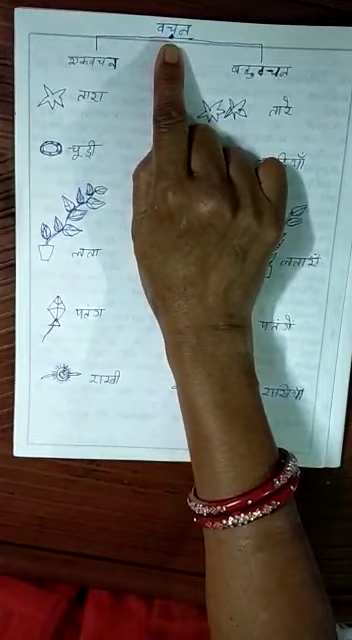 वचन
एकवचन बहुवचन
तारा तारे
चूड़ी
लता लताएँ
पतंग पतंगें
राखी राखियाँ